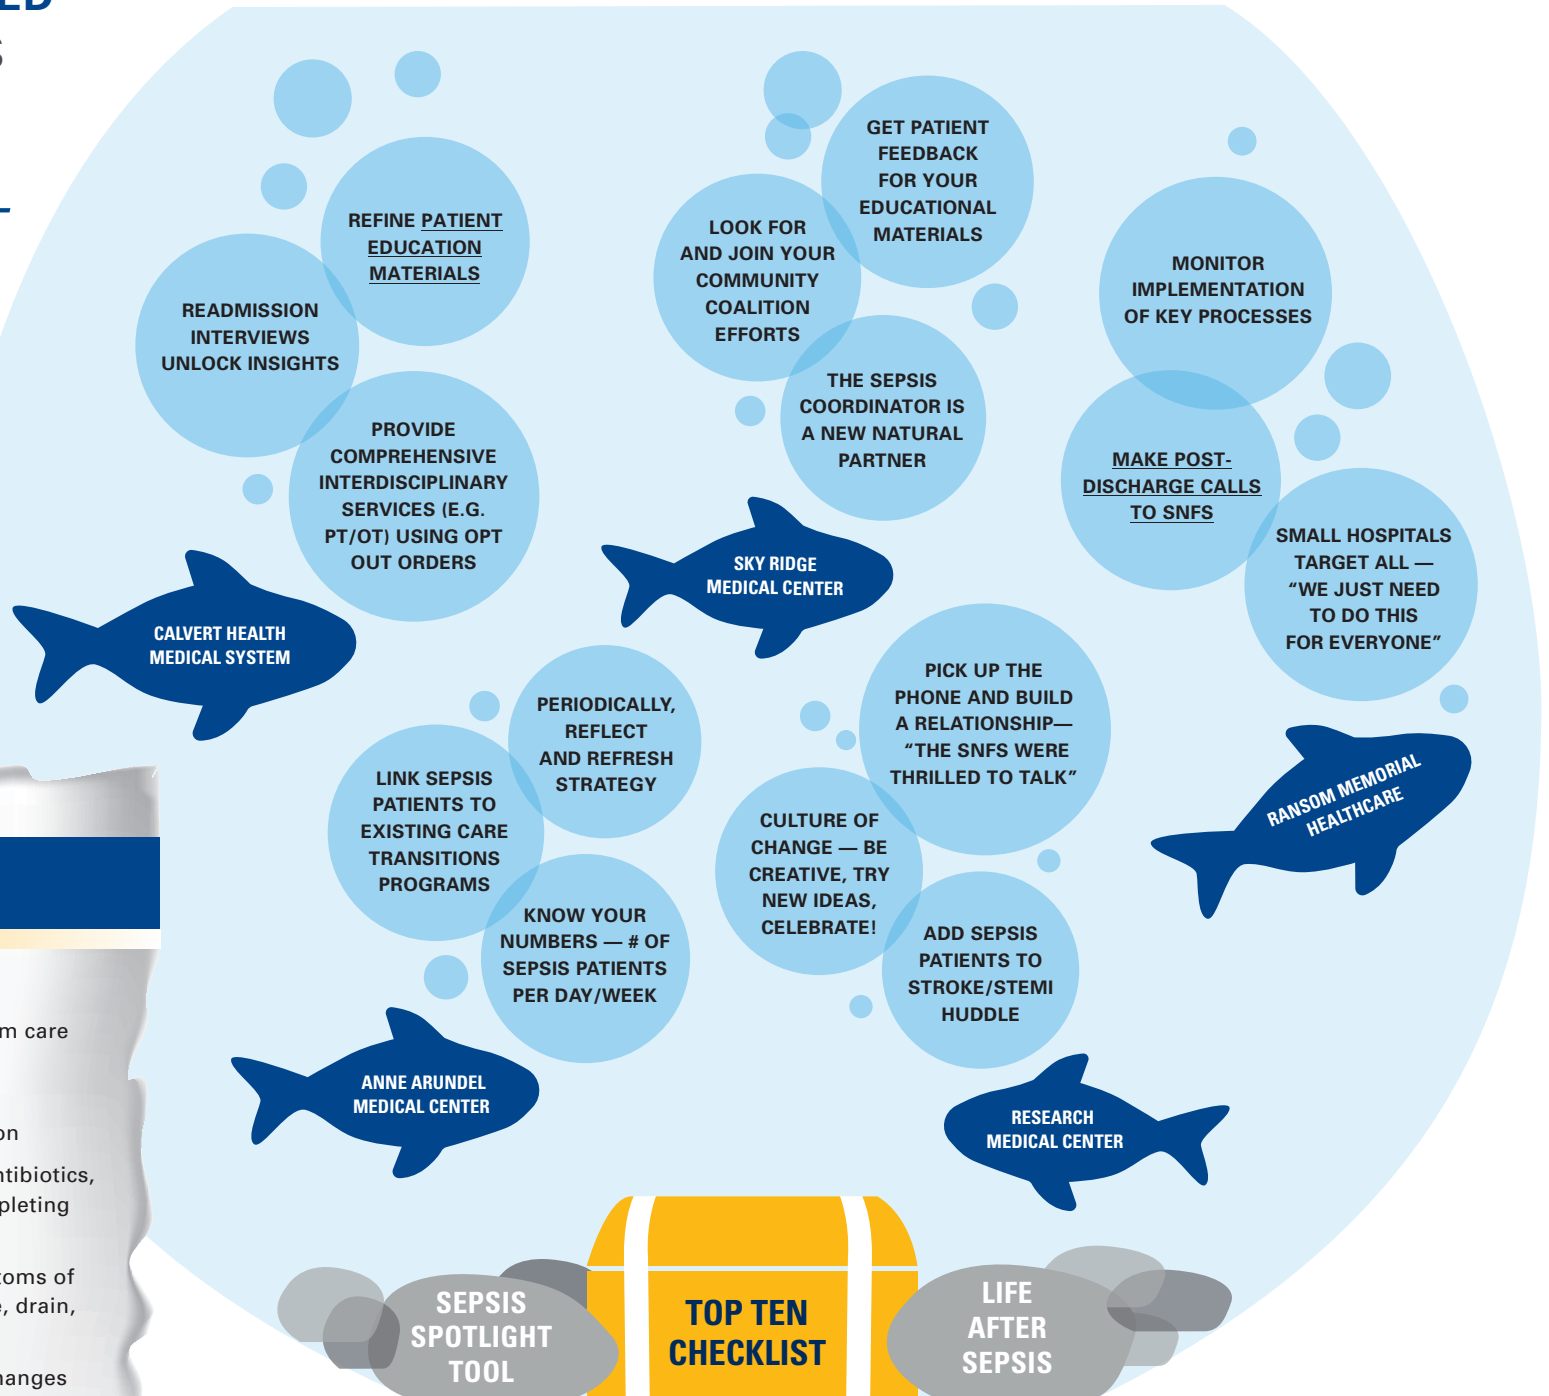 REFINE PATIENT
EDUCATION
MATERIALS
READMISSION
INTERVIEWS
UNLOCK INSIGHTS
PROVIDE
COMPREHENSIVE
INTERDISCIPLINARY
SERVICES (E.G.
PT/OT) USING OPT
OUT ORDERS
CALVERT HEALTH
MEDICAL SYSTEM
GET PATIENT
FEEDBACK
FOR YOUR
EDUCATIONAL
MATERIALS
LOOK FOR
AND JOIN YOUR
COMMUNITY
COALITION
EFFORTS
THE SEPSIS
COORDINATOR IS
A NEW NATURAL
PARTNER
SKY RIDGE
MEDICAL CENTER
MONITOR
IMPLEMENTATION
OF KEY PROCESSES
MAKE POST-
DISCHARGE CALLS
TO SNFS
SMALL HOSPITALS
TARGET ALL —
“WE JUST NEED
TO DO THIS
FOR EVERYONE”
RANSOM MEMORIAL
HEALTHCARE
PERIODICALLY,
REFLECT
AND REFRESH
STRATEGY
LINK SEPSIS
PATIENTS TO
EXISTING CARE
TRANSITIONS
PROGRAMS
KNOW YOUR
NUMBERS — # OF
SEPSIS PATIENTS
PER DAY/WEEK
ANNE ARUNDEL
MEDICAL CENTER
PICK UP THE
PHONE AND BUILD
A RELATIONSHIP—
“THE SNFS WERE
THRILLED TO TALK”
CULTURE OF
CHANGE — BE
CREATIVE, TRY
NEW IDEAS,
CELEBRATE!
ADD SEPSIS
PATIENTS TO
STROKE/STEMI
HUDDLE
RESEARCH
MEDICAL CENTER
care
drain,
SEPSIS
SPOTLIGHT
TOOL
TOP TEN
CHECKLIST
LIFE
AFTER
SEPSIS